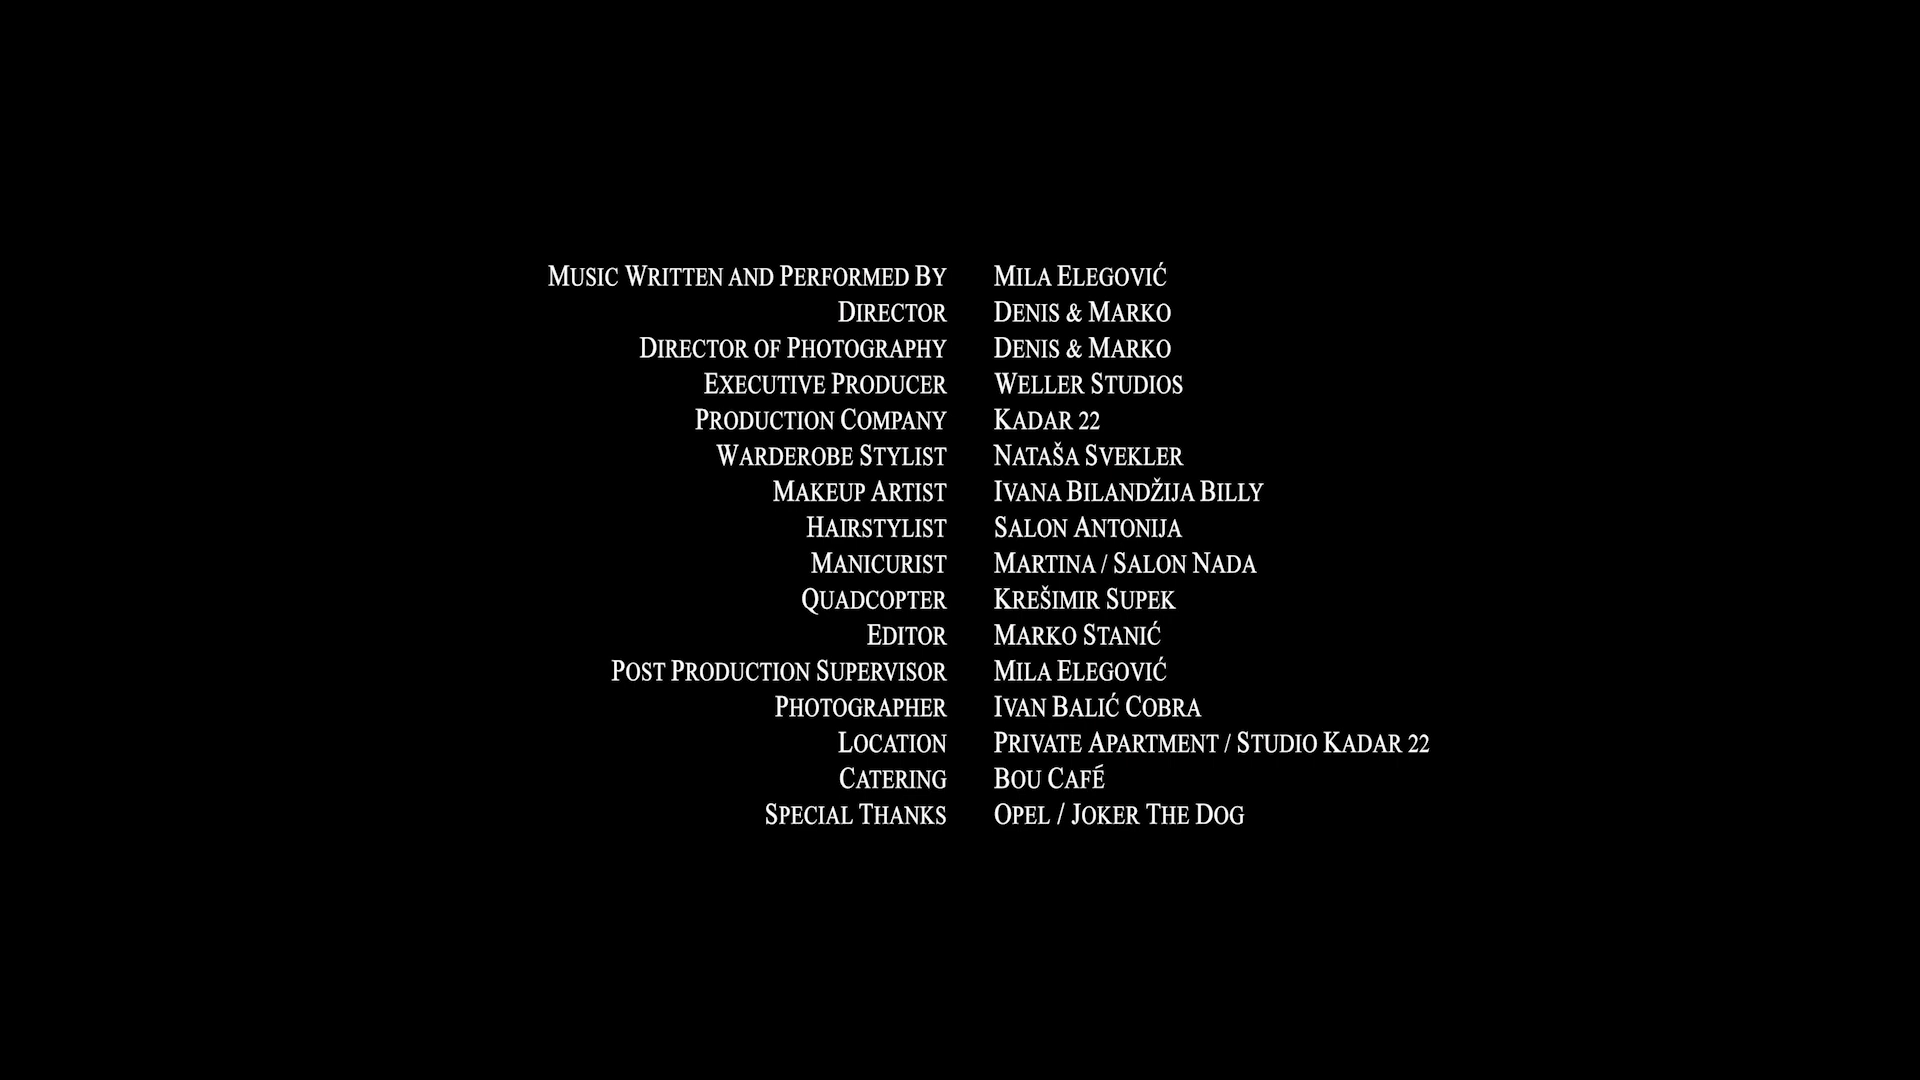 Music Written and Performed By Mila Elegović
Director Denis & Marko
Director of Photography Denis & Marko
Executive Producer Weller Studios
Production Company Kadar 22
Warderobe Stylist Nataša Svekler
Makeup Artist Ivana Bilandžija Billy
Hairstylist Salon Antonija
Manicurist Martina / Salon Nada
Quadcopter Krešimir Supek
Editor Marko Stanić
Post Production Supervisor Mila Elegović
Photographer Ivan Balić Cobra
Location Private Apartment / Studio Kadar 22
Catering Bou Café
Special Thanks Opel / Joker The Dog